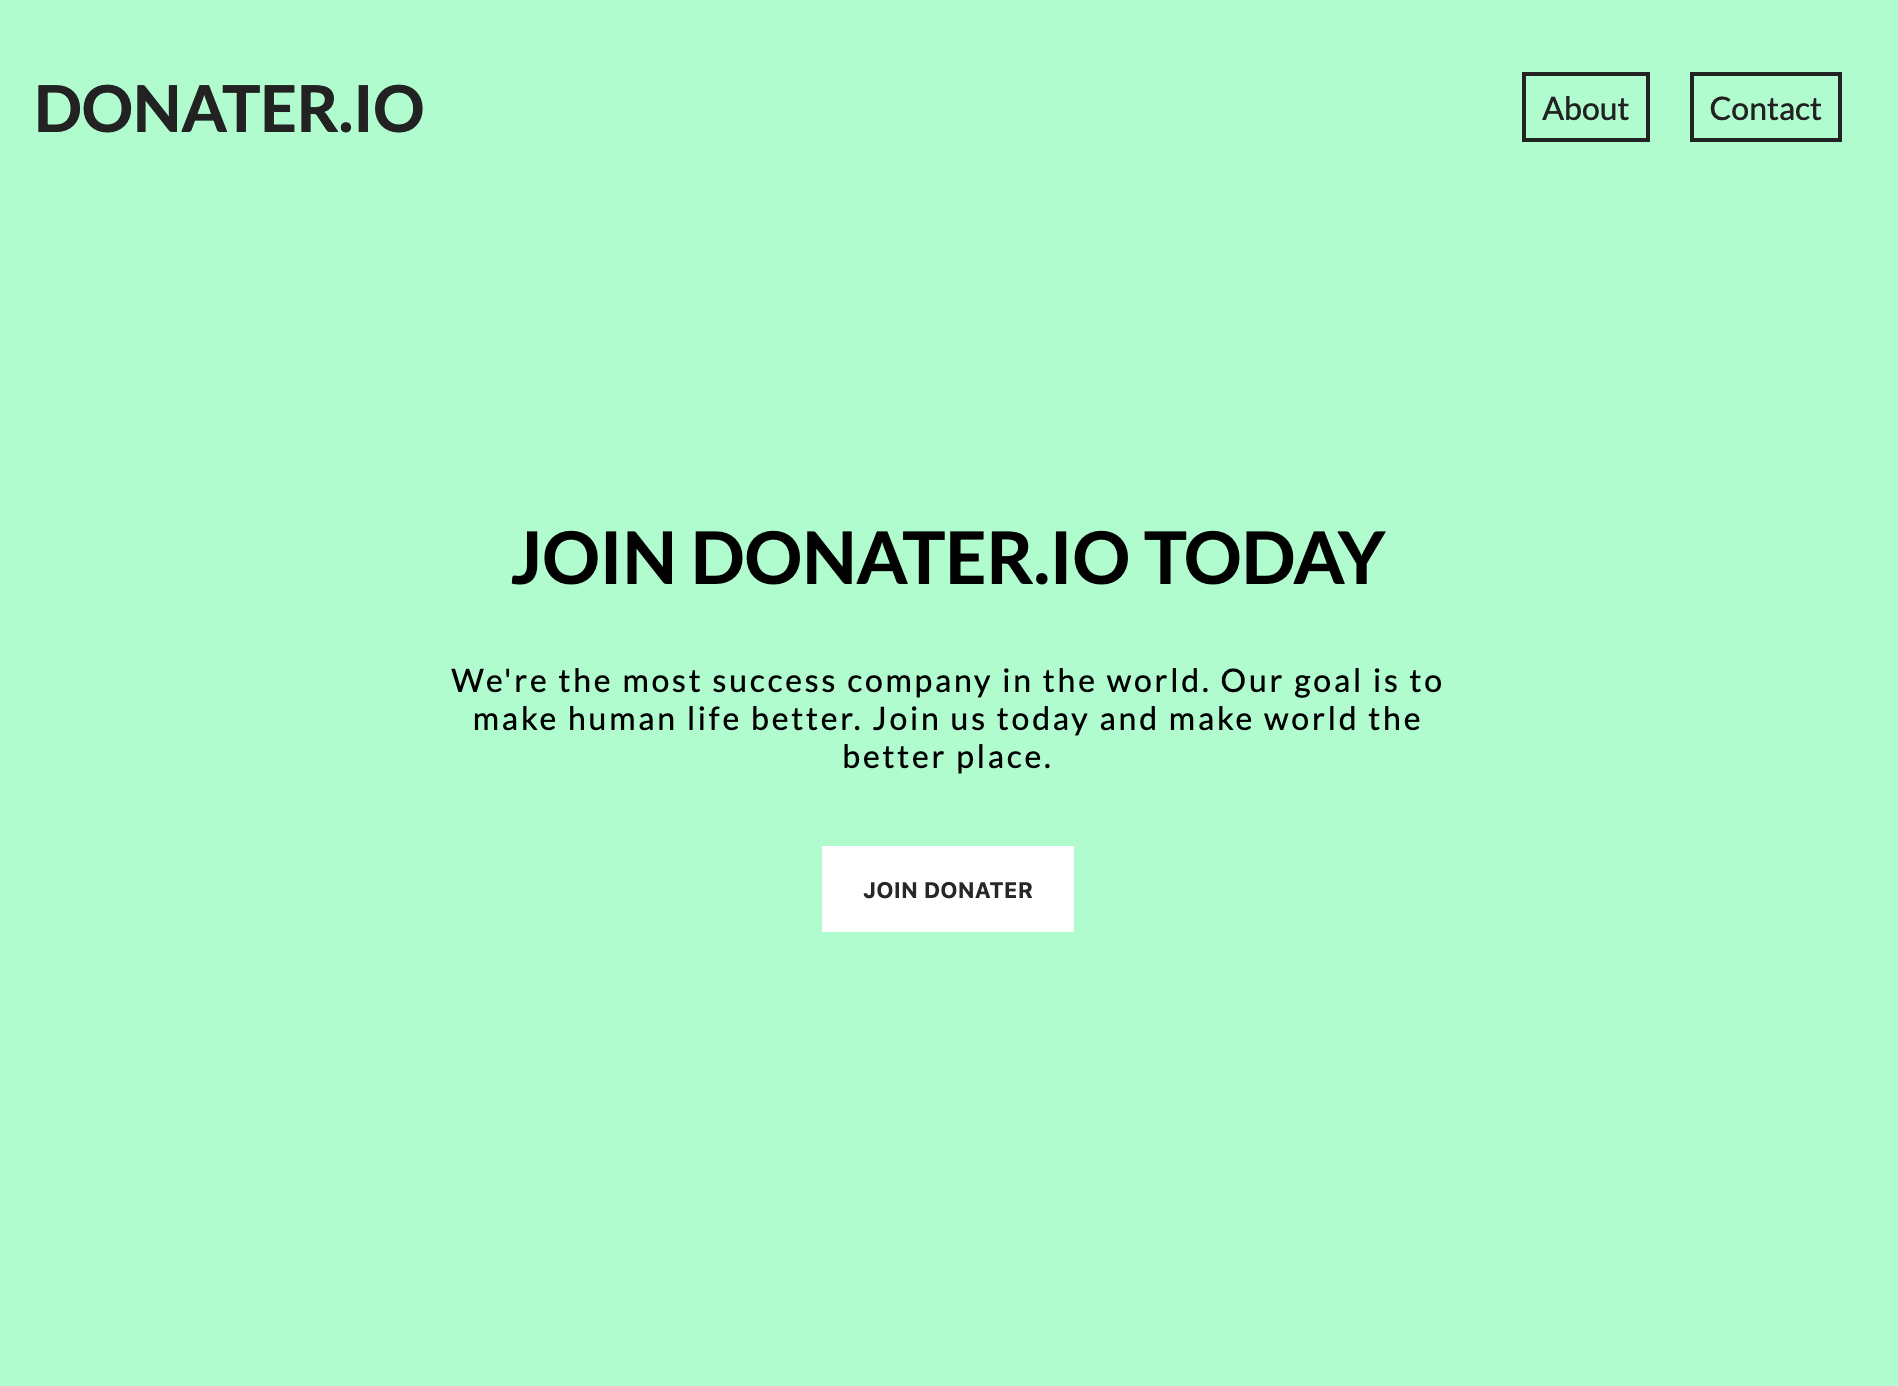 DONATER.IO
About
Contact
JOIN DONATER.IO TODAY
We're the most success company in the world. Our goal is to
make human life better. Join us today and make world the
better place.
JOIN DONATER